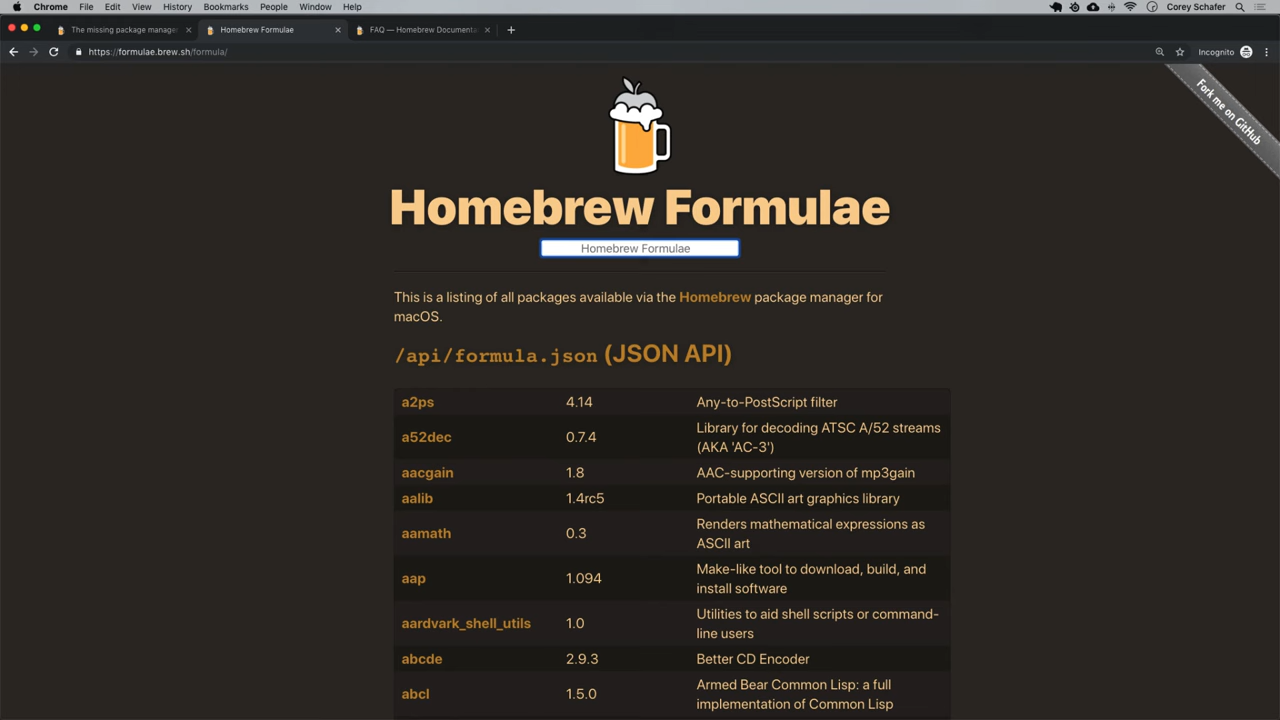 Chrome File Edit View History Bookmarks People Window Help Corey Schafer
The missing package manage Homebrew Formulae FAQ — Homebrew Documenta
https://formulae.brew.sh/formula/ Incognito
Fork me on GitHub
Homebrew Formulae
Homebrew Formulae
This is a listing of all packages available via the Homebrew package manager for
macOS.
/api/formula.json (JSON API)
a2ps 4.14 Any-to-PostScript filter
a52dec 0.7.4 Library for decoding ATSC A/52 streams
(AKA 'AC-3')
aacgain 1.8 AAC-supporting version of mp3gain
aalib 1.4rc5 Portable ASCII art graphics library
aamath 0.3 Renders mathematical expressions as
ASCII art
aap 1.094 Make-like tool to download, build, and
install software
aardvark_shell_utils 1.0 Utilities to aid shell scripts or command-
line users
abcde 2.9.3 Better CD Encoder
abcl 1.5.0 Armed Bear Common Lisp: a full
implementation of Common Lisp